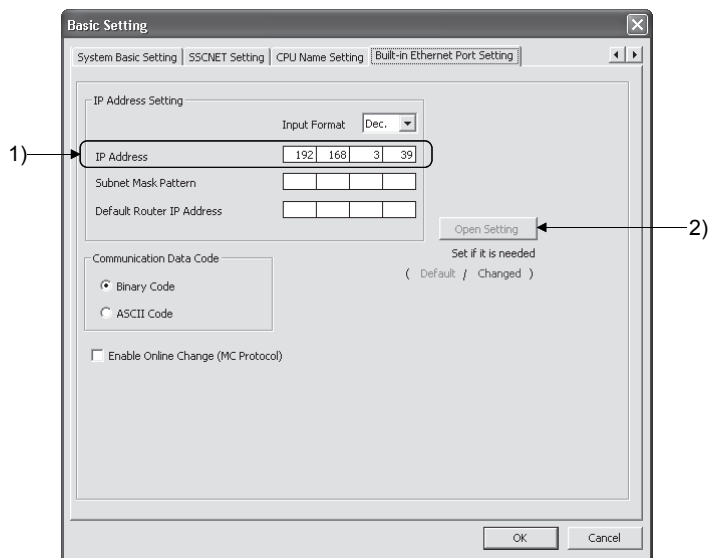 Basic Setting
System Basic Setting SSCNET Setting CPU Name Setting Built-in Ethernet Port Setting
IP Address Setting
Input Format Dec.
1)
IP Address 192 168 3 39
Subnet Mask Pattern
Default Router IP Address
Open Setting
2)
Set if it is needed
( Default / Changed )
Communication Data Code
Binary Code
ASCII Code
Enable Online Change (MC Protocol)
OK Cancel